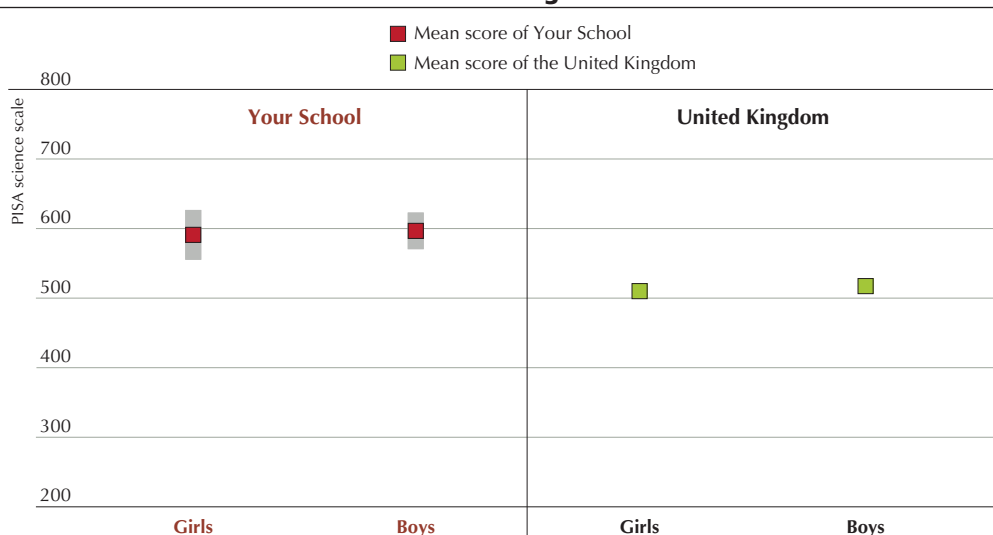 Mean score of Your School
Mean score of the United Kingdom
PISA science scale
800
Your School
United Kingdom
700
600
500
400
300
200
Girls
Boys
Girls
Boys